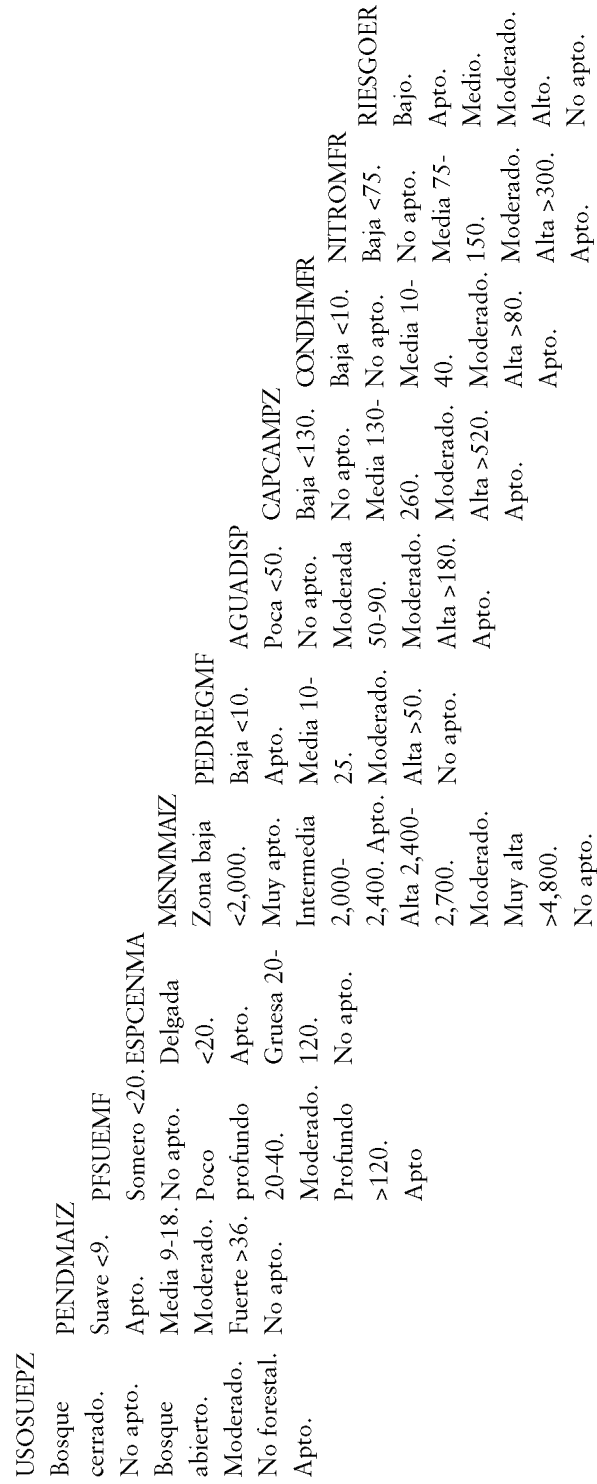 USOSUEPZ
Bosque
cerrado.
No apto.
Bosque
abierto.
Moderado.
No forestal.
Apto.
PENDMAIZ
Suave <9.
Apto.
Media 9-18.
Moderado.
Fuerte >36.
No apto.
PFSUEMF
Somero <20.
No apto.
Poco
profundo
20-40.
Moderado.
Profundo
>120.
Apto
ESPCENMA
Delgada
<20.
Apto.
Gruesa 20-
120.
No apto.
MSNMMAIZ
Zona baja
<2,000.
Muy apto.
Intermedia
2,000-
2,400. Apto.
Alta 2,400-
2,700.
Moderado.
Muy alta
>4,800.
No apto.
PEDREGMF
Baja <10.
Apto.
Media 10-
25.
Moderado.
Alta >50.
No apto.
AGUADISP
Poca <50.
No apto.
Moderada
50-90.
Moderado.
Alta >180.
Apto.
CAPCAMPZ
Baja <130.
No apto.
Media 130-
260.
Moderado.
Alta >520.
Apto.
CONDHMFR
Baja <10.
No apto.
Media 10-
40.
Moderado.
Alta >80.
Apto.
NITROMFR
Baja <75.
No apto.
Media 75-
150.
Moderado.
Alta >300.
Apto.
RIESGOER
Bajo.
Apto.
Medio.
Moderado.
Alto.
No apto.